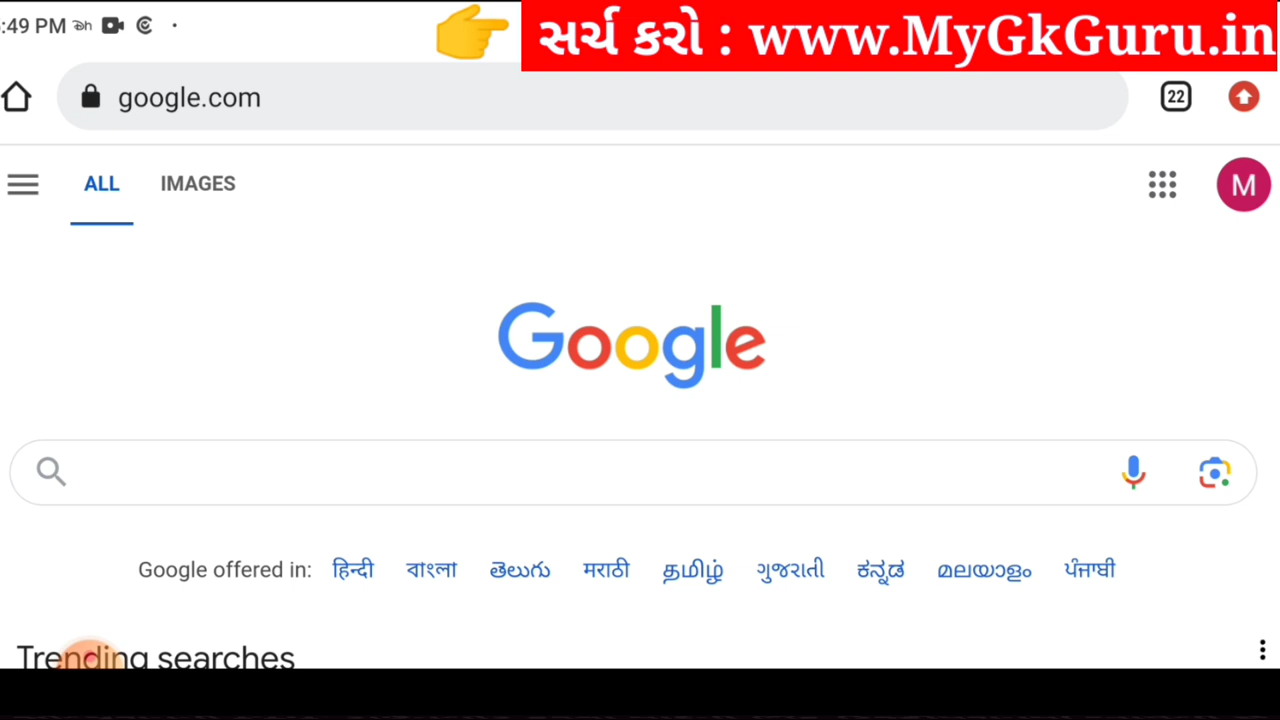 :49 PM
સર્ચ કરો : www.MyGkGuru.in
google.com
22
ALL IMAGES
M
Google
Google offered in: हिन्दी বাংলা తెలుగు मराठी தமிழ் ગુજરાતી ಕನ್ನಡ മലയാളം ਪੰਜਾਬੀ
Trending searches